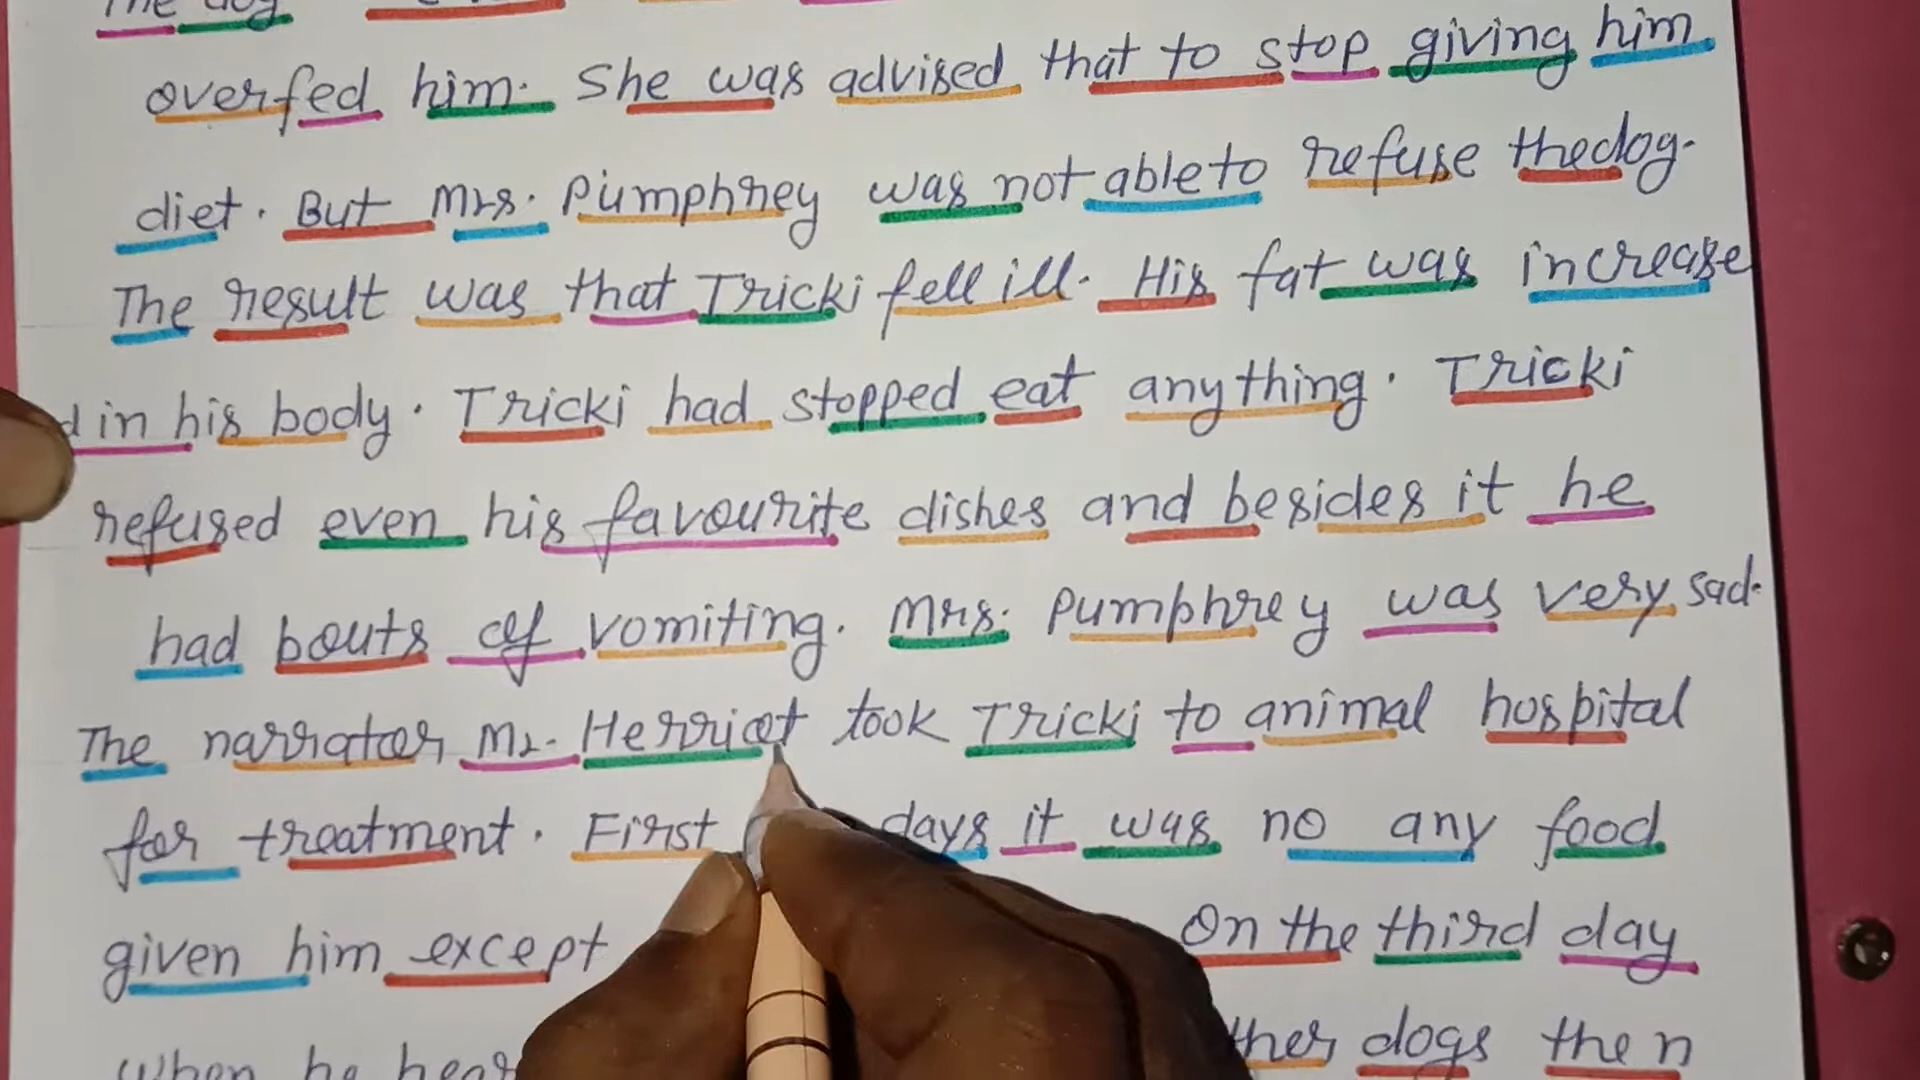 The dog
overfed him. She was advised that to stop giving him
diet. But Mrs. Pumphrey was not able to refuse the dog.
The result was that Tricki fell ill. His fat was increase
d in his body. Tricki had stopped eat anything. Tricki
refused even his favourite dishes and besides it he
had bouts of vomiting. Mrs. Pumphrey was very sad.
The narrator Mr. Herriot took Tricki to animal hospital
for treatment. First days it was no any food
given him except On the third day
When he dogs then